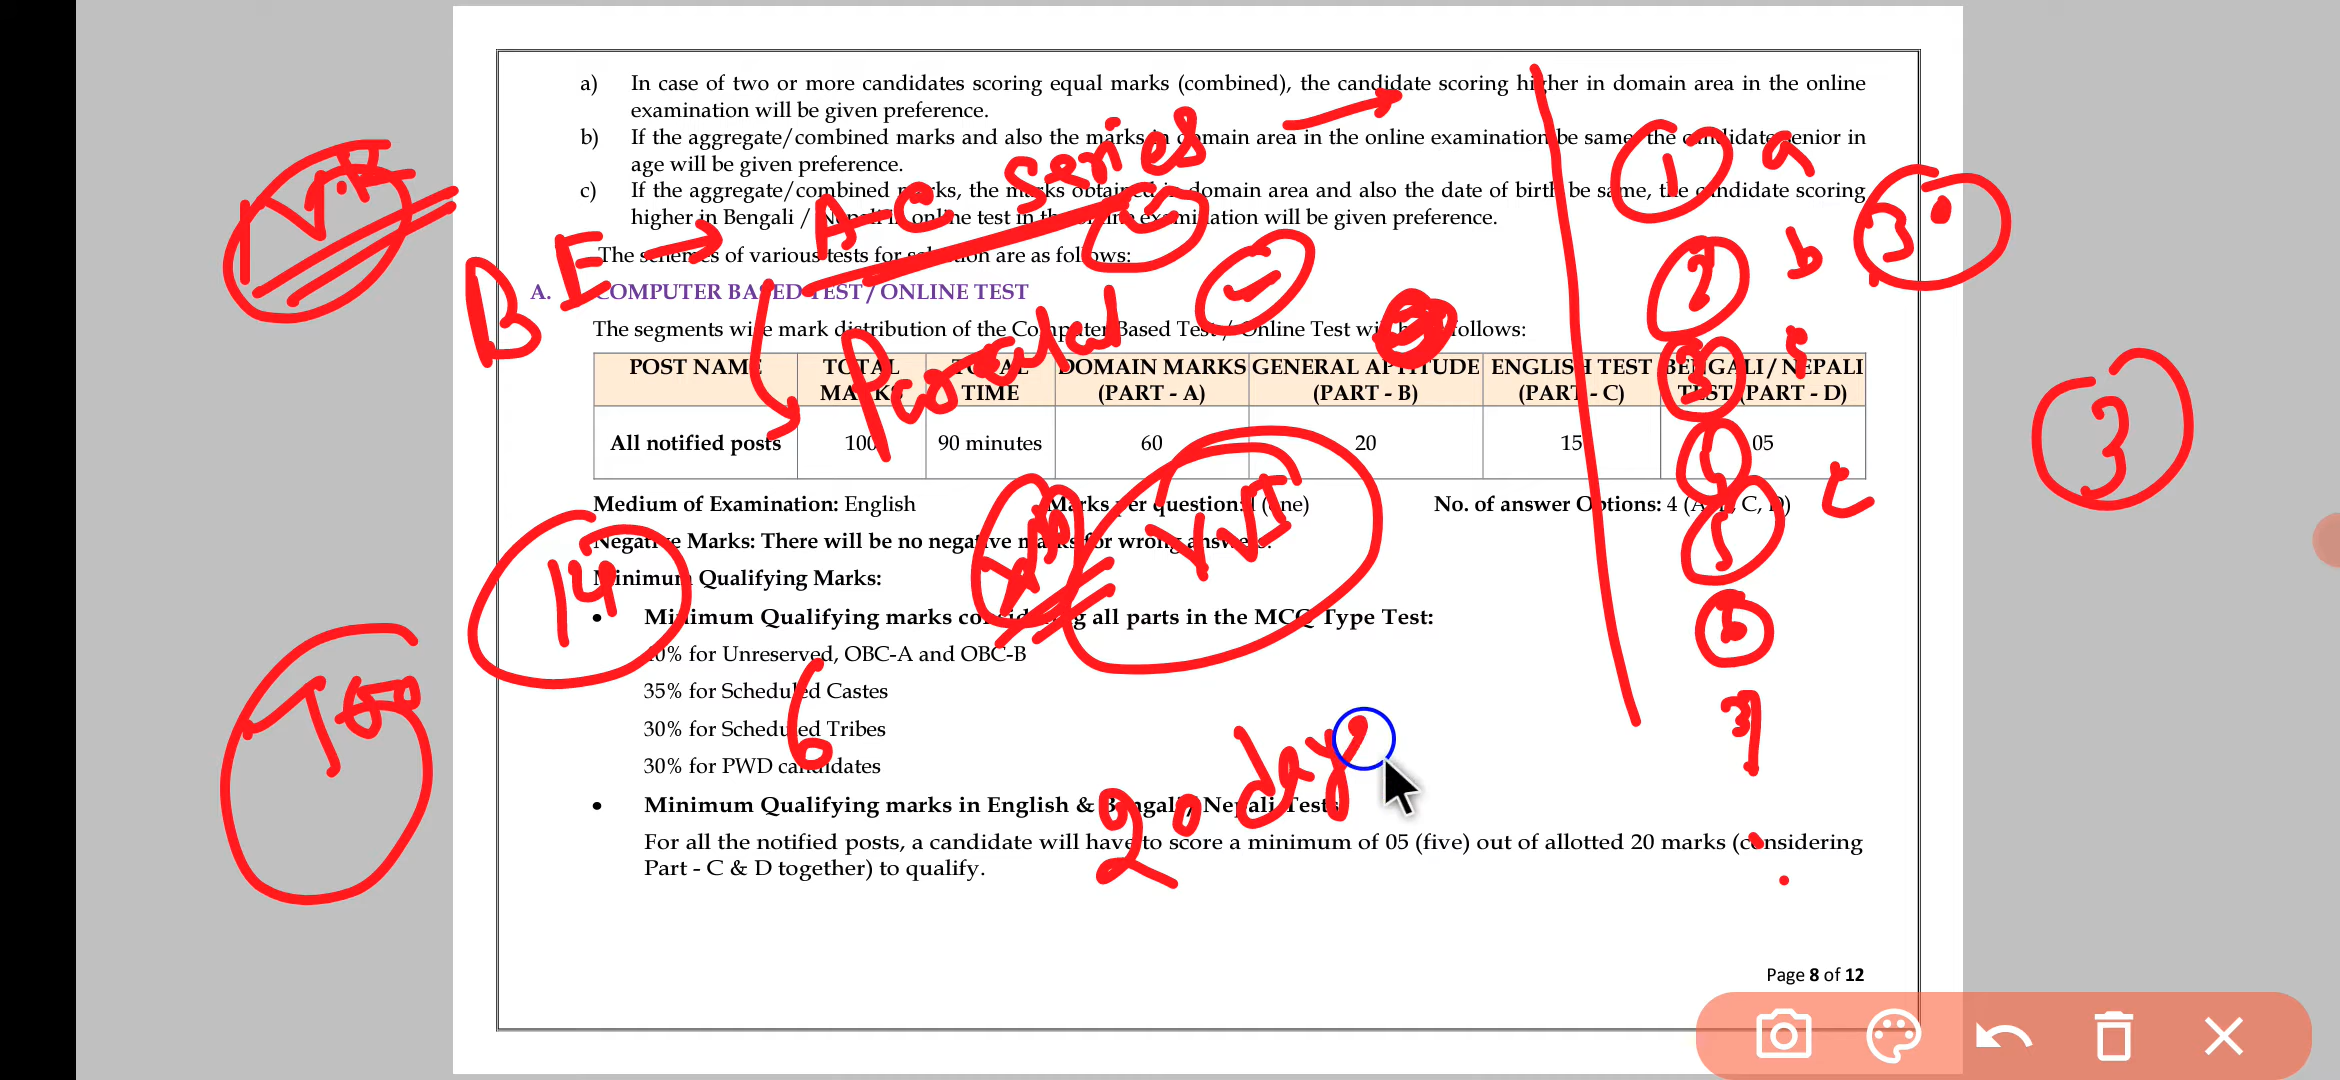 a) In case of two or more candidates scoring equal marks (combined), the candidate scoring higher in domain area in the online
examination will be given preference.
b) If the aggregate/combined marks and also the marks in domain area in the online examination be same, the candidate senior in
age will be given preference.
c) If the aggregate/combined marks, the marks obtained in domain area and also the date of birth be same, the candidate scoring
higher in Bengali / Nepali in online test in the online examination will be given preference.
The schemes of various tests for selection are as follows:
A. COMPUTER BASED TEST / ONLINE TEST
The segments wise mark distribution of the Computer Based Test / Online Test will be as follows:
POST NAME TOTAL MARKS TOTAL TIME DOMAIN MARKS (PART - A) GENERAL APTITUDE (PART - B) ENGLISH TEST (PART - C) BENGALI / NEPALI TEST (PART - D)
All notified posts 100 90 minutes 60 20 15 05
Medium of Examination: English Marks per question: 1 (one) No. of answer Options: 4 (A, B, C, D)
Negative Marks: There will be no negative marks for wrong answers.
Minimum Qualifying Marks:
• Minimum Qualifying marks considering all parts in the MCQ Type Test:
40% for Unreserved, OBC-A and OBC-B
35% for Scheduled Castes
30% for Scheduled Tribes
30% for PWD candidates
• Minimum Qualifying marks in English & Bengali / Nepali Tests
For all the notified posts, a candidate will have to score a minimum of 05 (five) out of allotted 20 marks (considering
Part - C & D together) to qualify.
Page 8 of 12
BE → AC series →
VVI
14
6
20 days
1 a
2 b
3
c
3